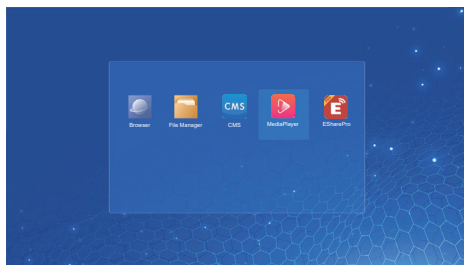 CMS
E
Browser
File Manager
CMS
MediaPlayer
ESharePro